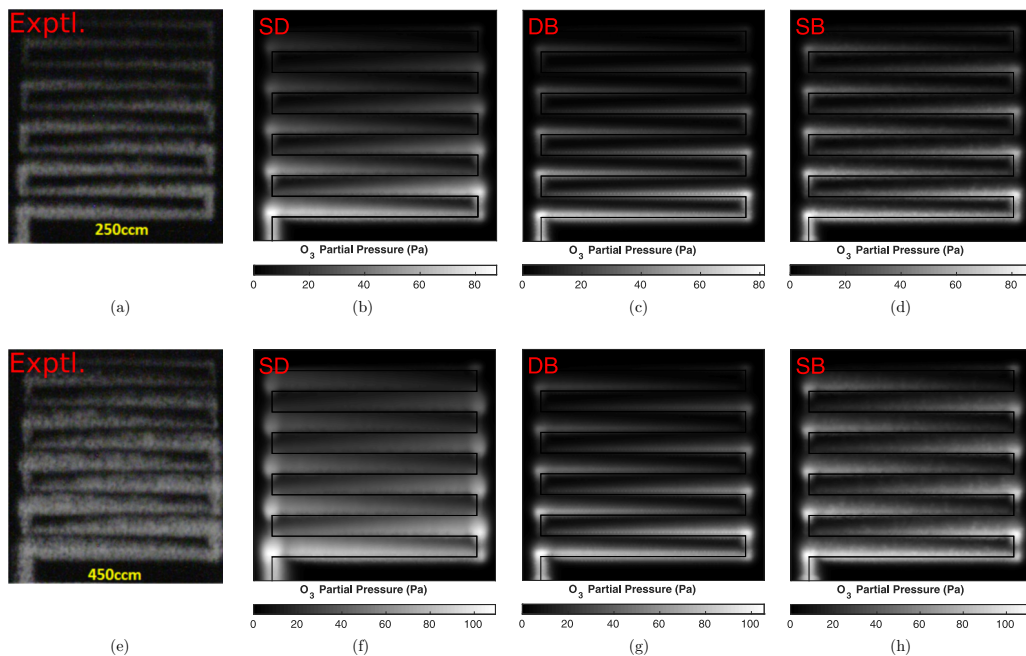 Exptl.
SD
DB
SB
250ccm
O3 Partial Pressure (Pa)
O3 Partial Pressure (Pa)
O3 Partial Pressure (Pa)
0 20 40 60 80
0 20 40 60 80
0 20 40 60 80
(a)
(b)
(c)
(d)
Exptl.
SD
DB
SB
450ccm
O3 Partial Pressure (Pa)
O3 Partial Pressure (Pa)
O3 Partial Pressure (Pa)
0 20 40 60 80 100
0 20 40 60 80 100
0 20 40 60 80 100
(e)
(f)
(g)
(h)